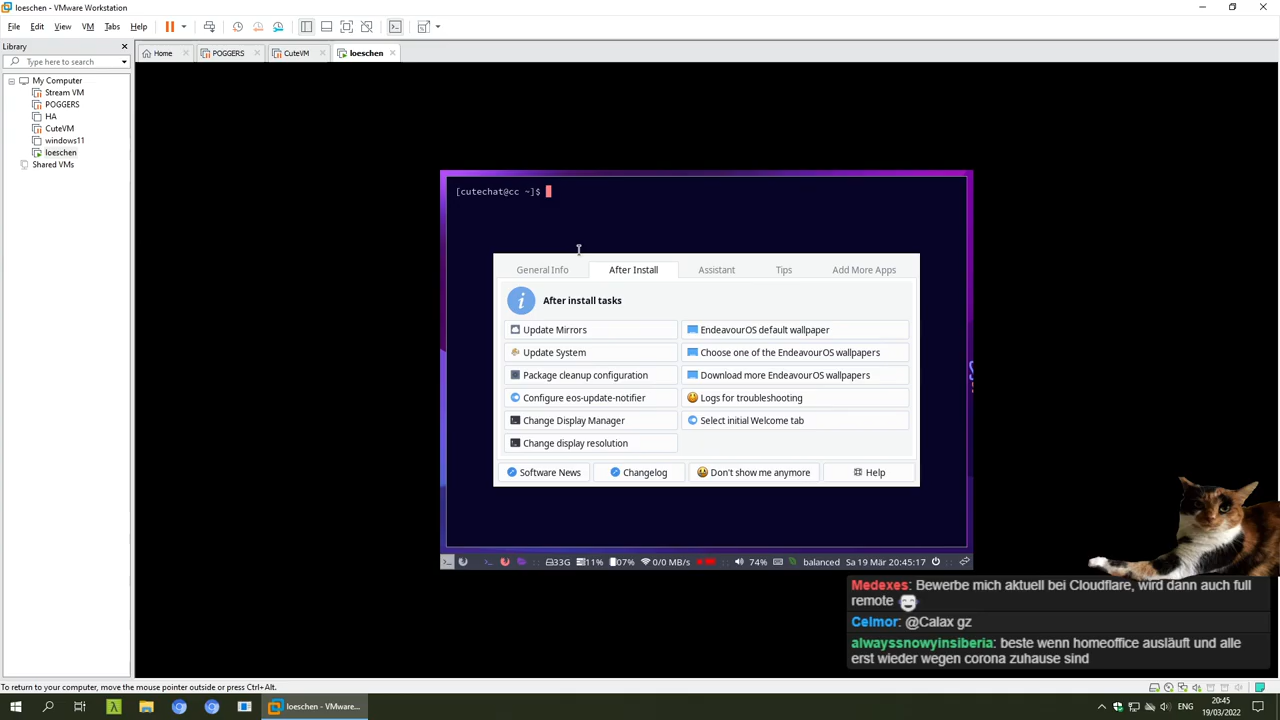 loeschen - VMware Workstation
File Edit View VM Tabs Help
Library
Type here to search
My Computer
Stream VM
POGGERS
HA
CuteVM
windows11
loeschen
Shared VMs
Home POGGERS CuteVM loeschen
[cutechat@cc ~]$
General Info After Install Assistant Tips Add More Apps
After install tasks
Update Mirrors EndeavourOS default wallpaper
Update System Choose one of the EndeavourOS wallpapers
Package cleanup configuration Download more EndeavourOS wallpapers
Configure eos-update-notifier Logs for troubleshooting
Change Display Manager Select initial Welcome tab
Change display resolution
Software News Changelog Don't show me anymore Help
33G 11% 07% 0/0 MB/s 74% balanced Sa 19 Mär 20:45:17
Medexes: Bewerbe mich aktuell bei Cloudflare, wird dann auch full
remote
Celmor: @Calax gz
alwayssnowyinsiberia: beste wenn homeoffice ausläuft und alle
erst wieder wegen corona zuhause sind
To return to your computer, move the mouse pointer outside or press Ctrl+Alt.
loeschen - VMware...
ENG
20:45
19/03/2022